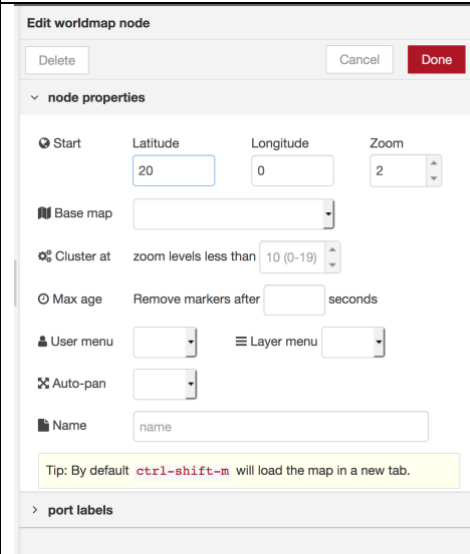 Edit worldmap node
Delete Cancel Done
node properties
Start Latitude Longitude Zoom
20 0 2
Base map
Cluster at zoom levels less than 10 (0-19)
Max age Remove markers after seconds
User menu Layer menu
Auto-pan
Name name
Tip: By default ctrl-shift-m will load the map in a new tab.
port labels